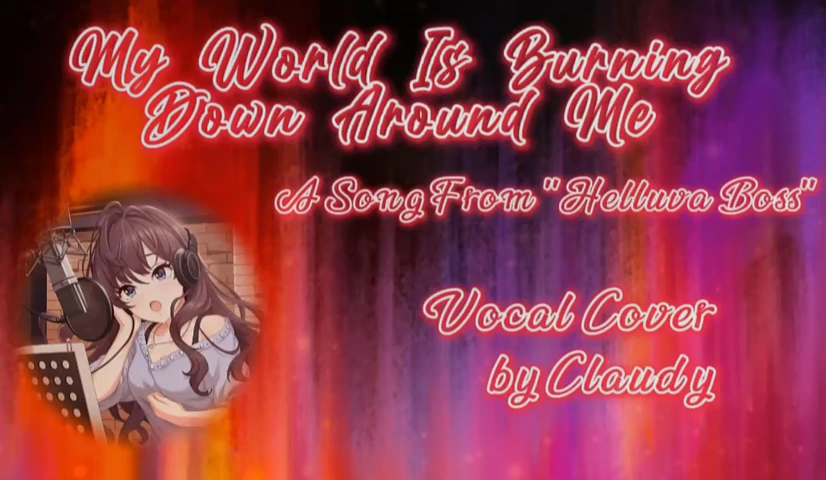 My World Is Burning
Down Around Me
A Song From "Helluva Boss"
Vocal Cover
by Claudy